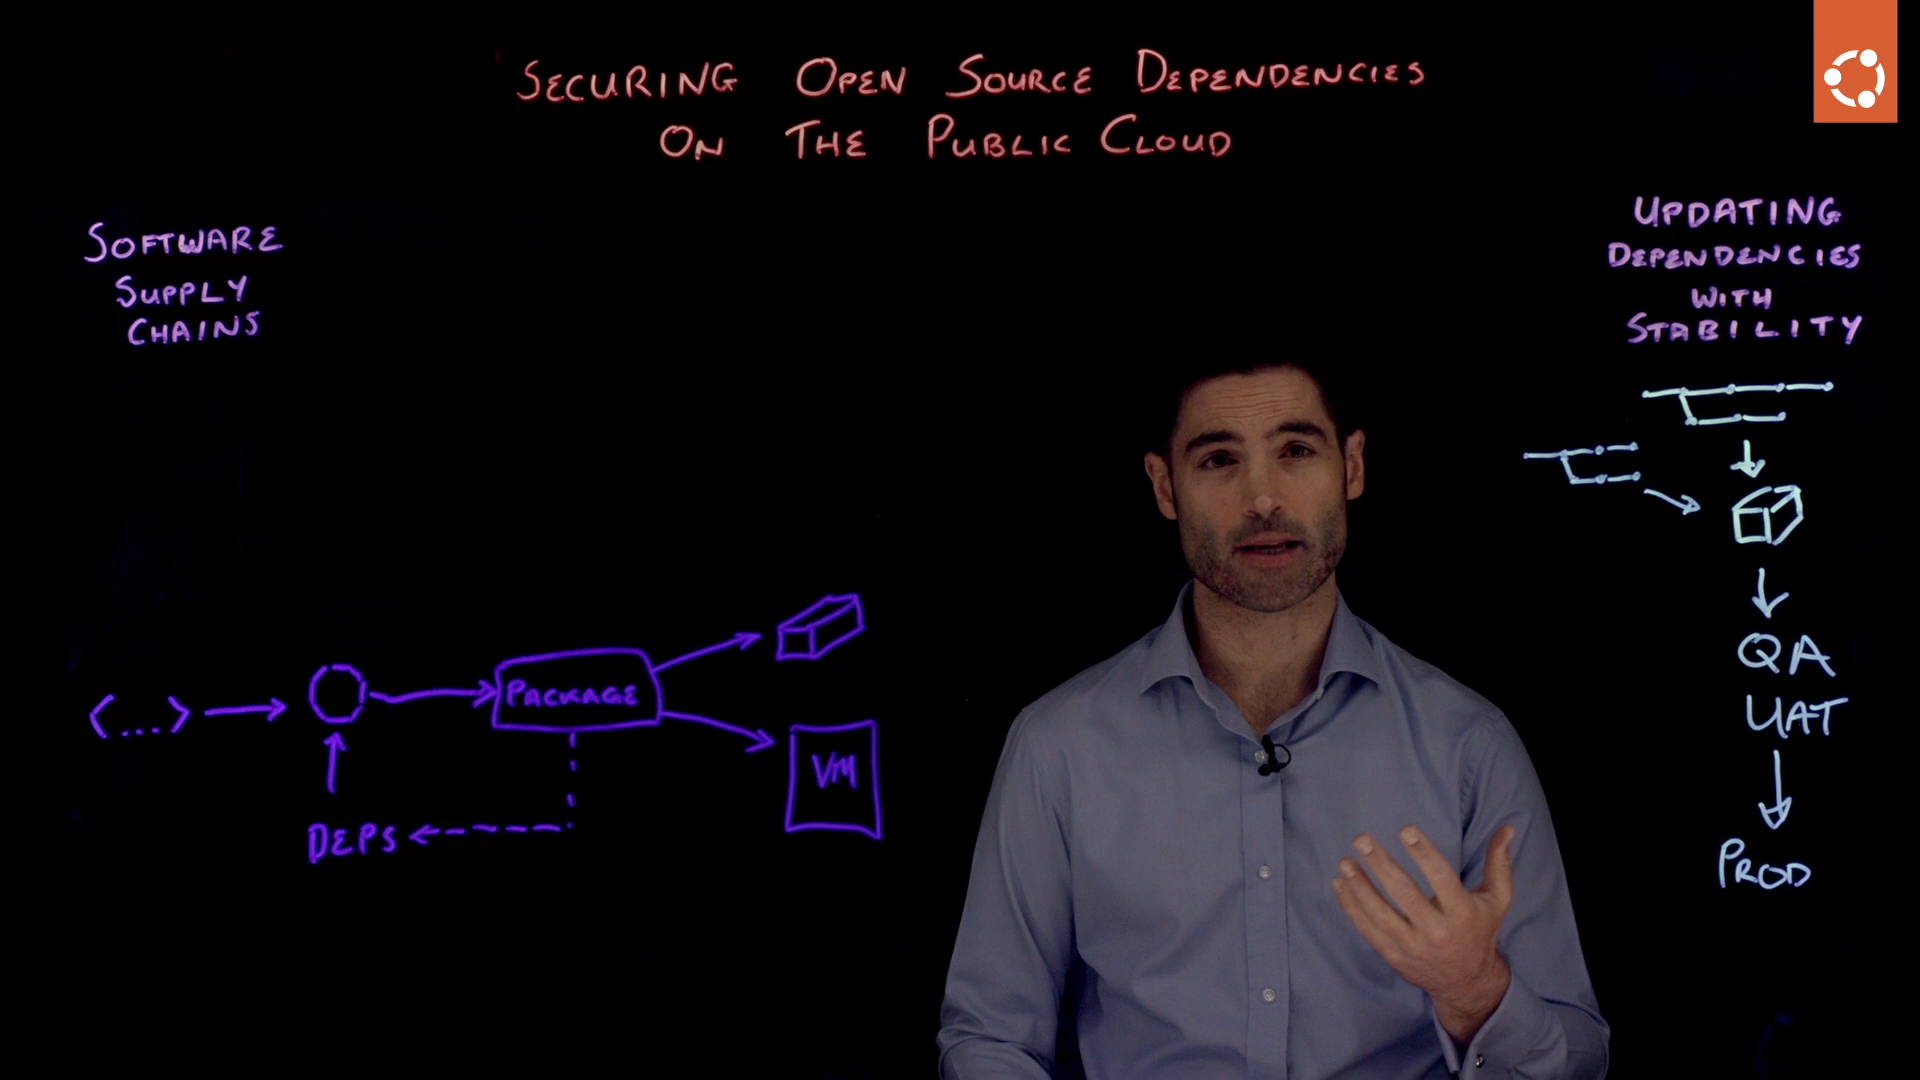 SECURING OPEN SOURCE DEPENDENCIES
ON THE PUBLIC CLOUD
SOFTWARE
SUPPLY
CHAINS
<...>
PACKAGE
VM
DEPS
UPDATING
DEPENDENCIES
WITH
STABILITY
QA
UAT
PROD